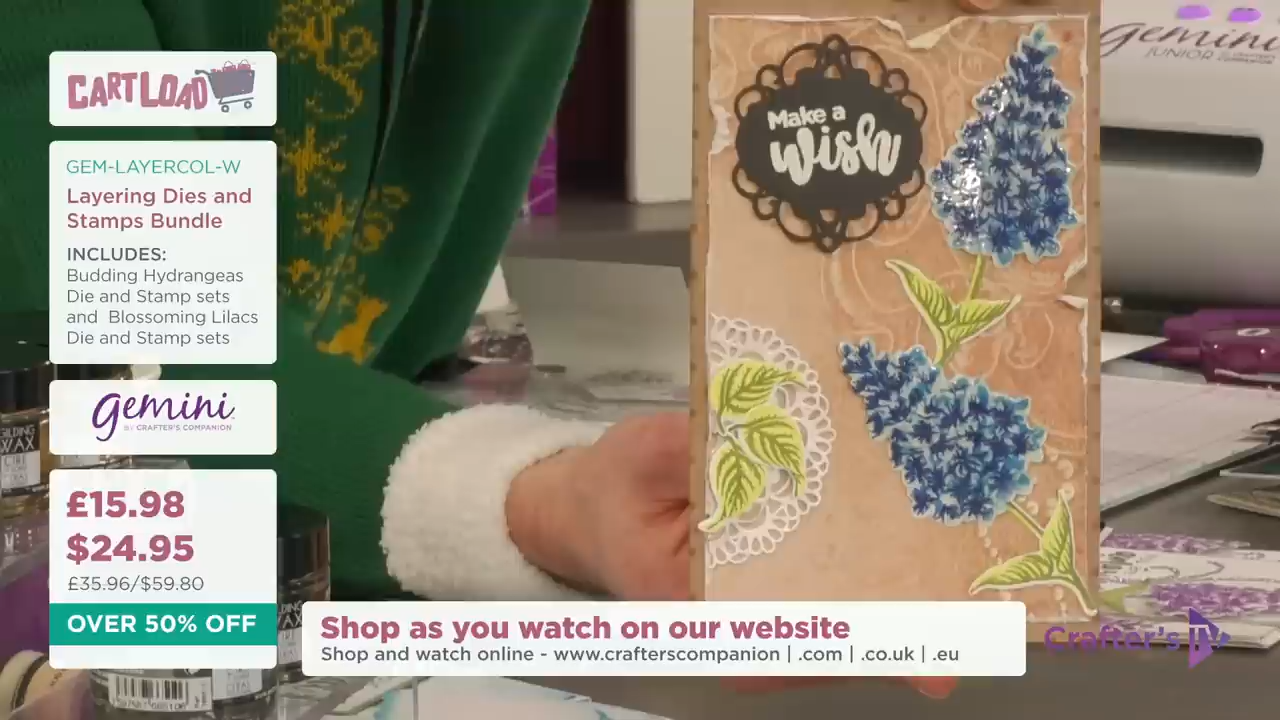 CARTLOAD
GEM-LAYERCOL-W
Layering Dies and
Stamps Bundle
INCLUDES:
Budding Hydrangeas
Die and Stamp sets
and Blossoming Lilacs
Die and Stamp sets
gemini
BY CRAFTER'S COMPANION
£15.98
$24.95
£35.96/$59.80
OVER 50% OFF
Make a
wish
gemini
JUNIOR
Shop as you watch on our website
Shop and watch online - www.crafterscompanion | .com | .co.uk | .eu
Crafter's TV
WAX